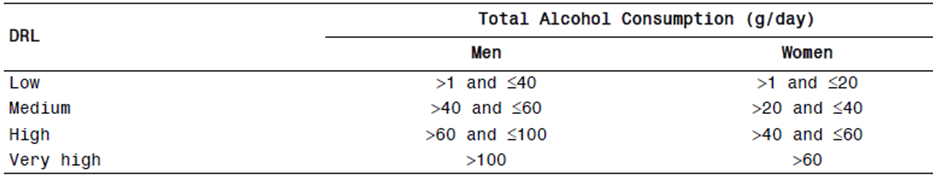 Total Alcohol Consumption (g/day)
DRL
Men Women
Low >1 and ≤40 >1 and ≤20
Medium >40 and ≤60 >20 and ≤40
High >60 and ≤100 >40 and ≤60
Very high >100 >60